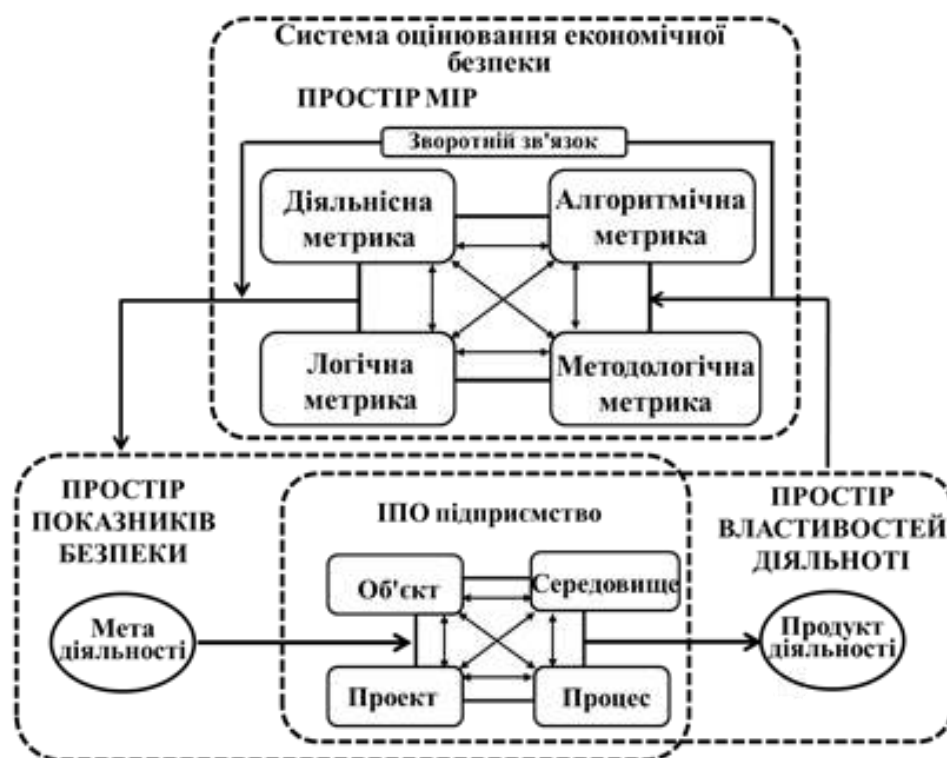 Система оцінювання економічної
безпеки
ПРОСТІР МІР
Зворотній зв'язок
Діяльнісна
метрика
Алгоритмічна
метрика
Логічна
метрика
Методологічна
метрика
ПРОСТІР
ПОКАЗНИКІВ
БЕЗПЕКИ
ІПО підприємство
ПРОСТІР
ВЛАСТИВОСТЕЙ
ДІЯЛЬНОТІ
Об'єкт
Середовище
Мета
діяльності
Продукт
діяльності
Проект
Процес